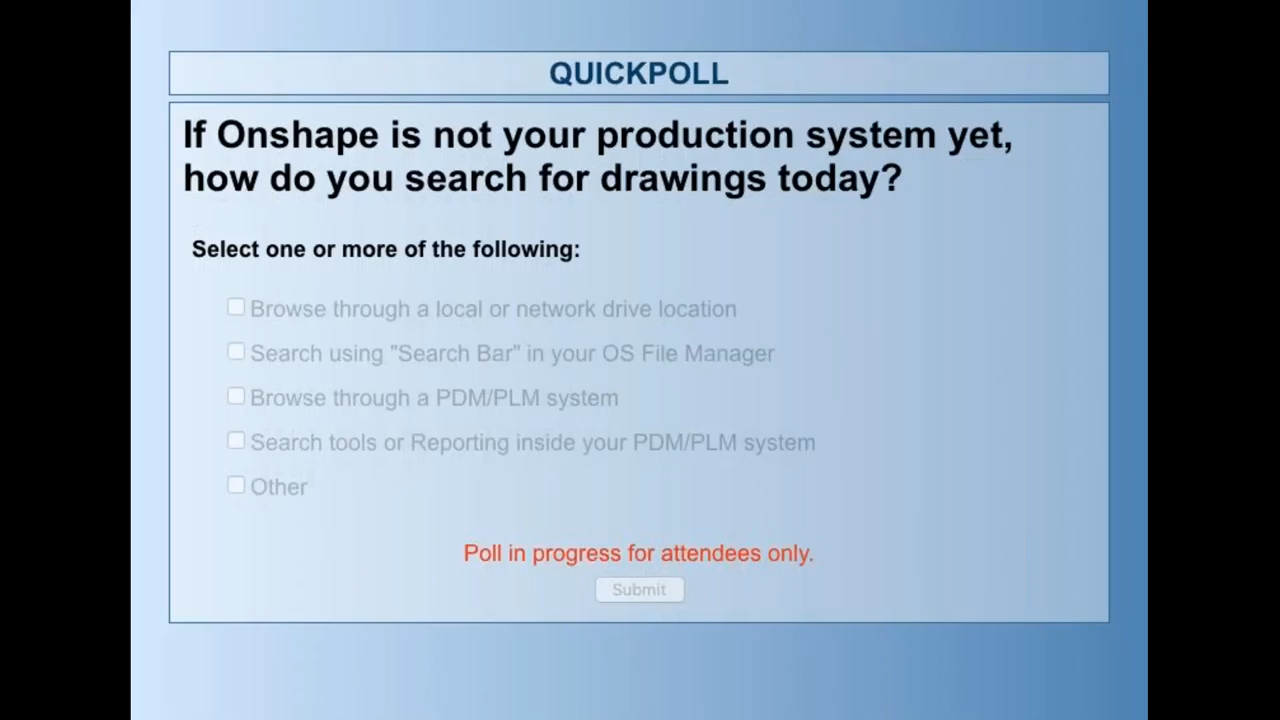 QUICKPOLL
If Onshape is not your production system yet,
how do you search for drawings today?
Select one or more of the following:
Browse through a local or network drive location
Search using "Search Bar" in your OS File Manager
Browse through a PDM/PLM system
Search tools or Reporting inside your PDM/PLM system
Other
Poll in progress for attendees only.
Submit